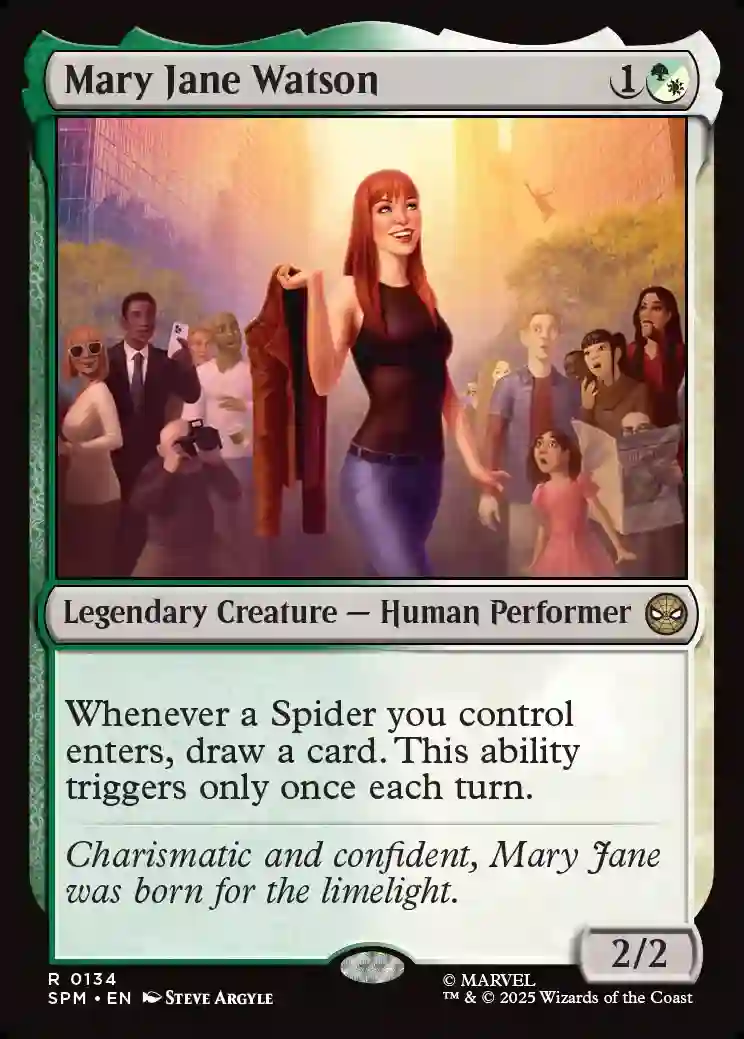 Mary Jane Watson 1
Legendary Creature — Human Performer
Whenever a Spider you control
enters, draw a card. This ability
triggers only once each turn.
Charismatic and confident, Mary Jane
was born for the limelight.
2/2
R 0134
SPM • EN Steve Argyle
© MARVEL
™ & © 2025 Wizards of the Coast